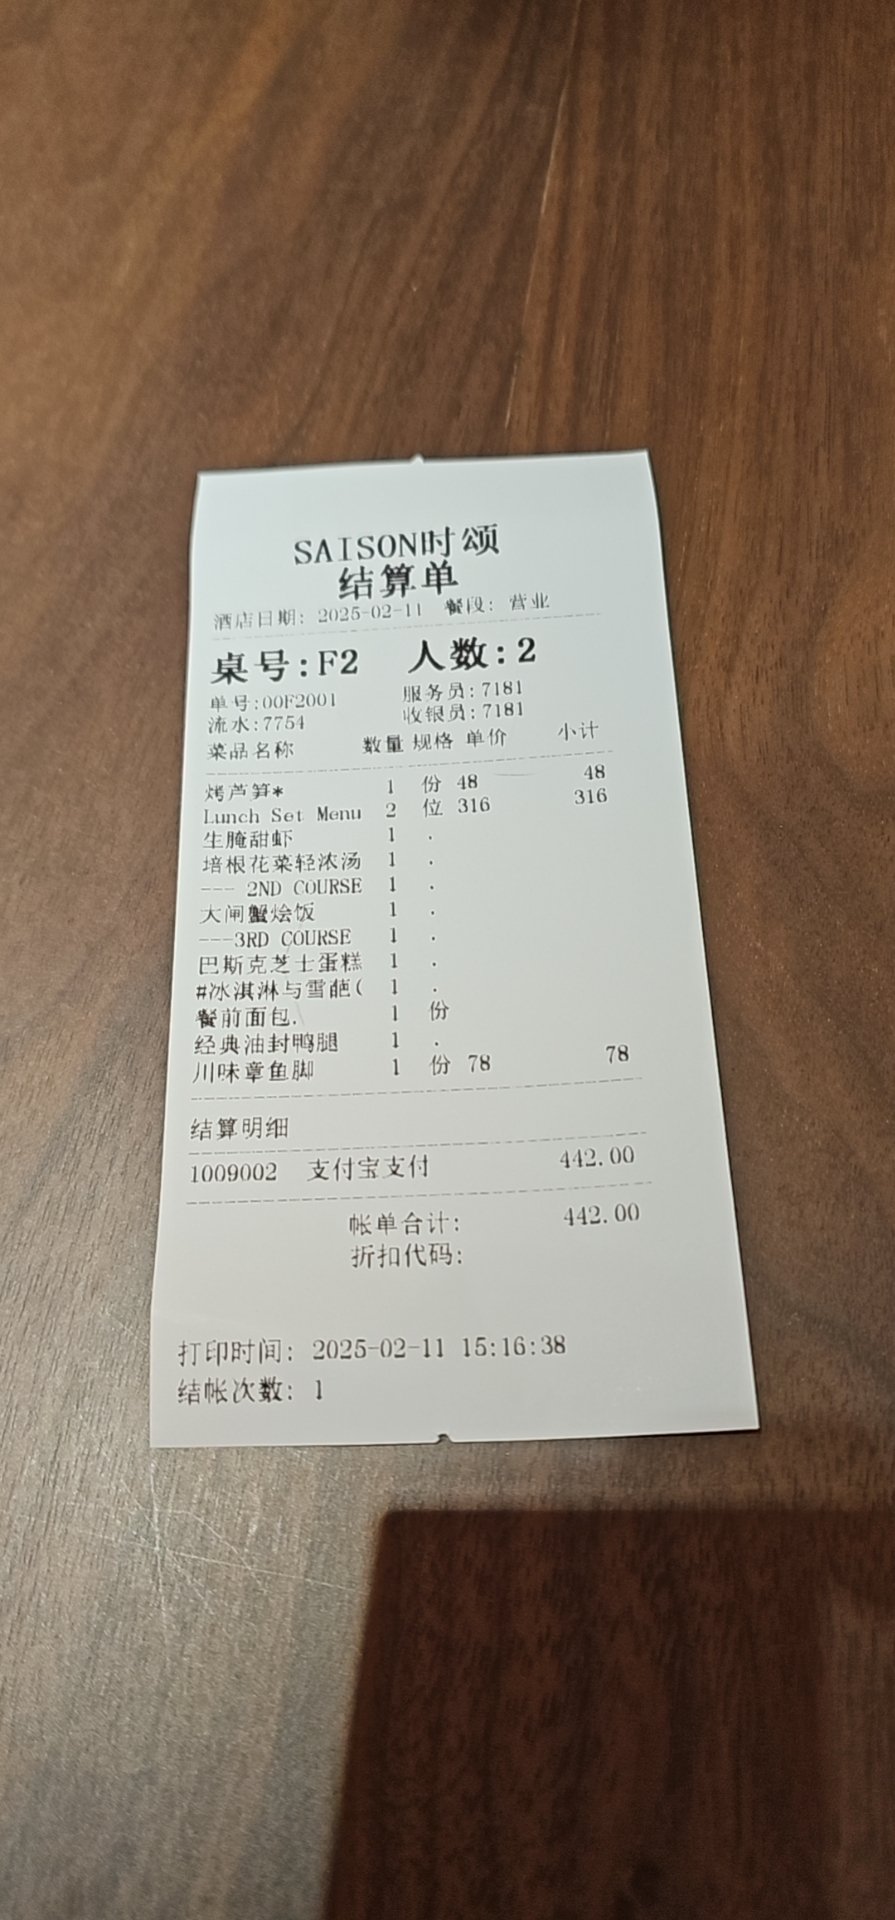 SAISON时颂
结算单
酒店日期: 2025-02-11 餐段: 营业
桌号:F2 人数:2
单号:00F2001 服务员:7181
流水:7754 收银员:7181
菜品名称 数量 规格 单价 小计
烤芦笋* 1 份 48 48
Lunch Set Menu 2 位 316 316
生腌甜虾 1 .
培根花菜轻浓汤 1 .
--- 2ND COURSE 1 .
大闸蟹烩饭 1 .
---3RD COURSE 1 .
巴斯克芝士蛋糕 1 .
#冰淇淋与雪葩( 1 .
餐前面包. 1 份
经典油封鸭腿 1 .
川味章鱼脚 1 份 78 78
结算明细
1009002 支付宝支付 442.00
帐单合计: 442.00
折扣代码:
打印时间: 2025-02-11 15:16:38
结帐次数: 1